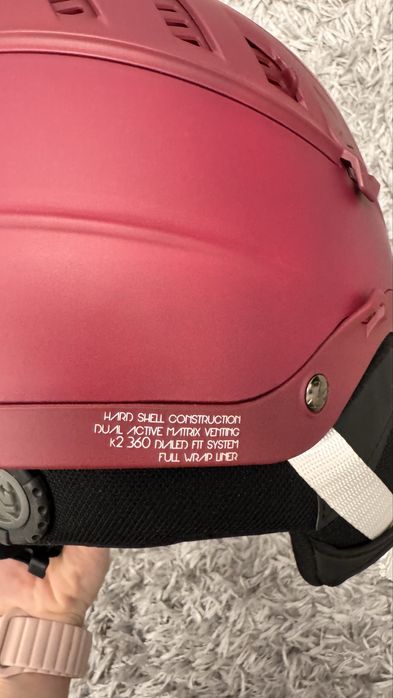 HARD SHELL CONSTRUCTION
DUAL ACTIVE MATRIX VENTING
K2 360 DIALED FIT SYSTEM
FULL WRAP LINER